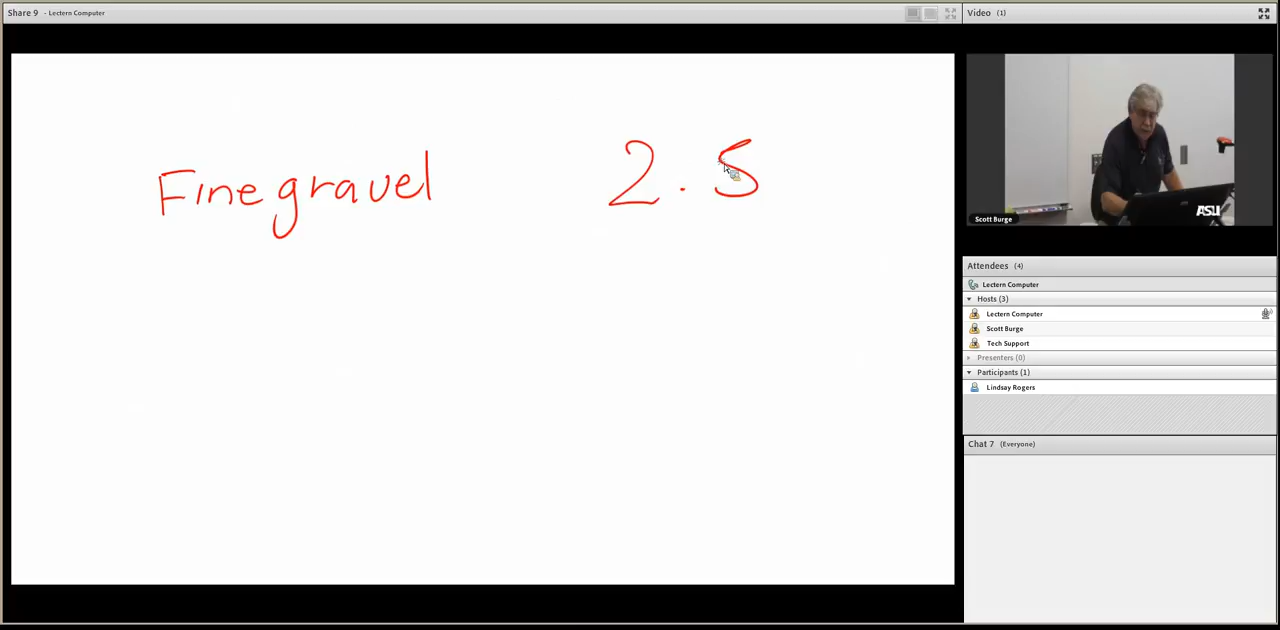 Share 9 - Lectern Computer
Video (1)
Fine gravel 2.5
ASU
Scott Burge
Attendees (4)
Lectern Computer
Hosts (3)
Lectern Computer
Scott Burge
Tech Support
Presenters (0)
Participants (1)
Lindsay Rogers
Chat 7 (Everyone)